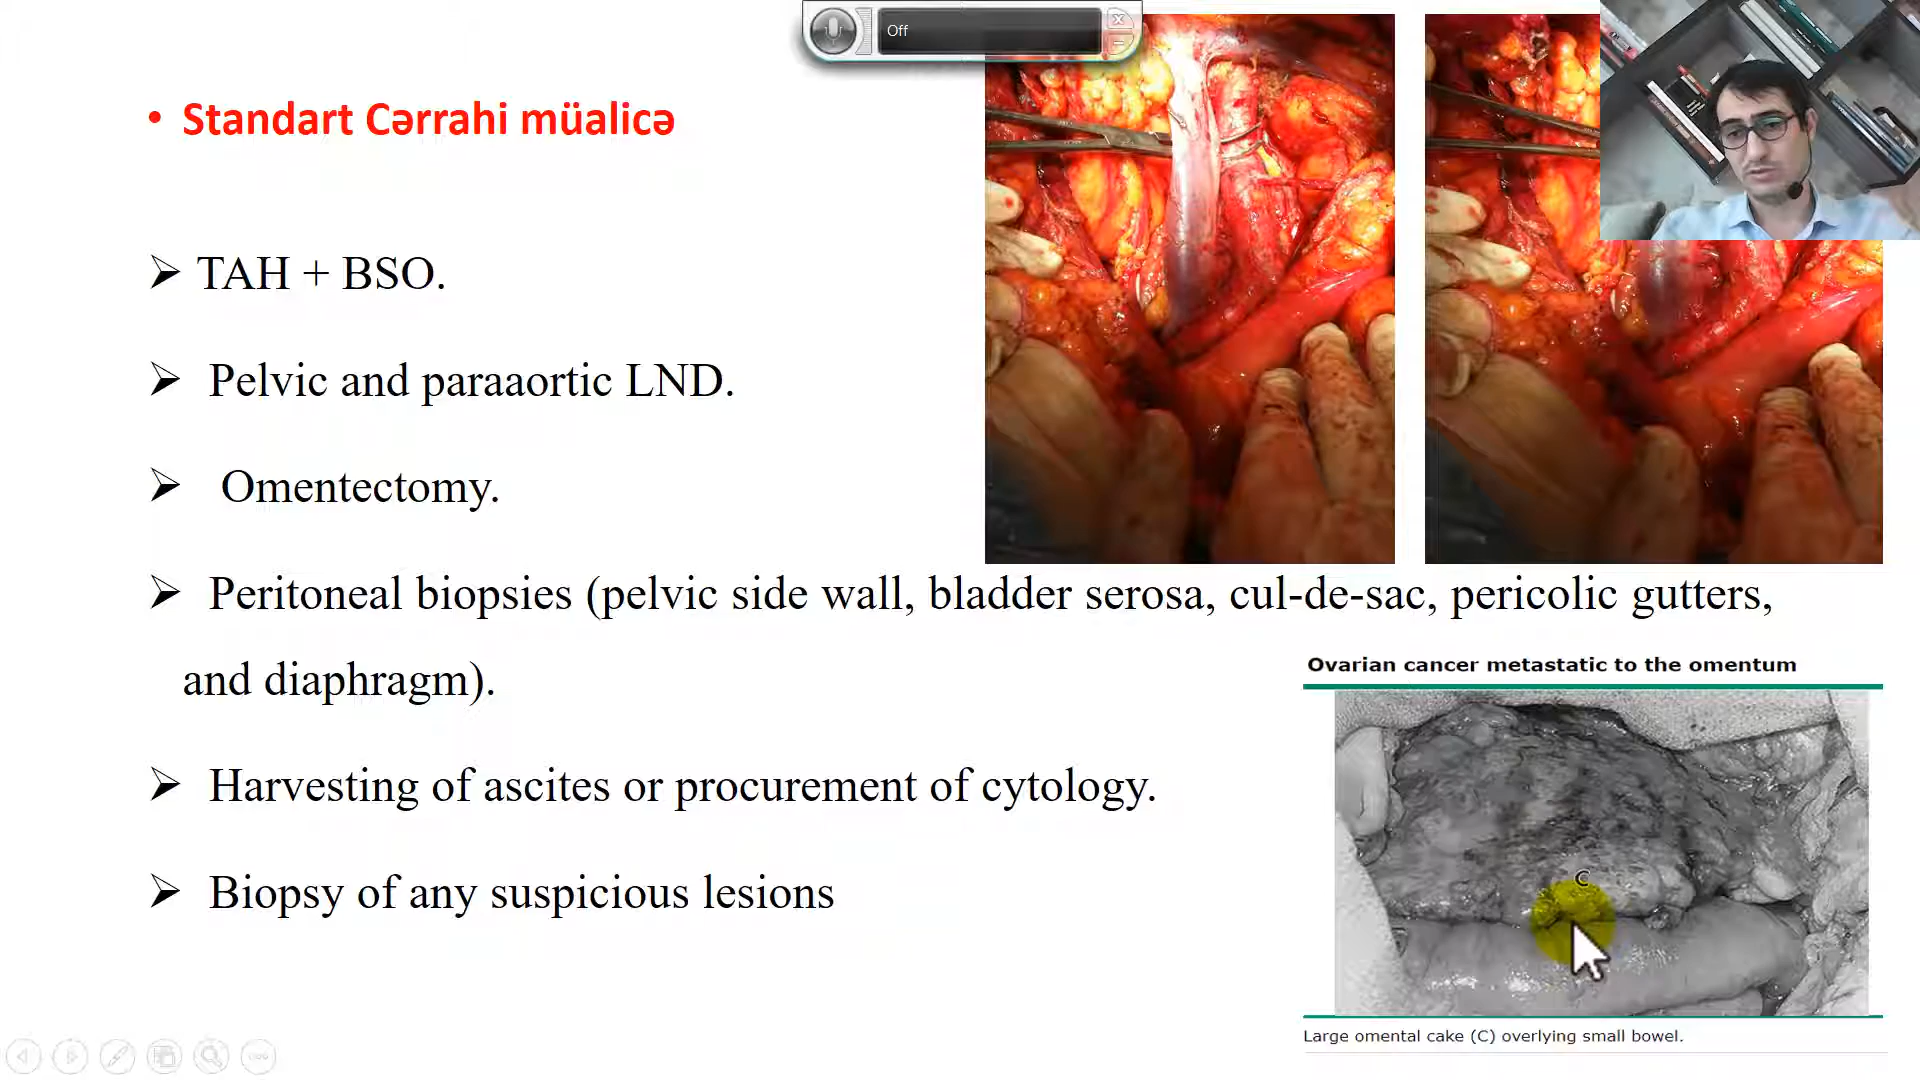 Off
• Standart Cərrahi müalicə
➢ TAH + BSO.
➢ Pelvic and paraaortic LND.
➢ Omentectomy.
➢ Peritoneal biopsies (pelvic side wall, bladder serosa, cul-de-sac, pericolic gutters,
and diaphragm).
➢ Harvesting of ascites or procurement of cytology.
➢ Biopsy of any suspicious lesions
Ovarian cancer metastatic to the omentum
C
Large omental cake (C) overlying small bowel.